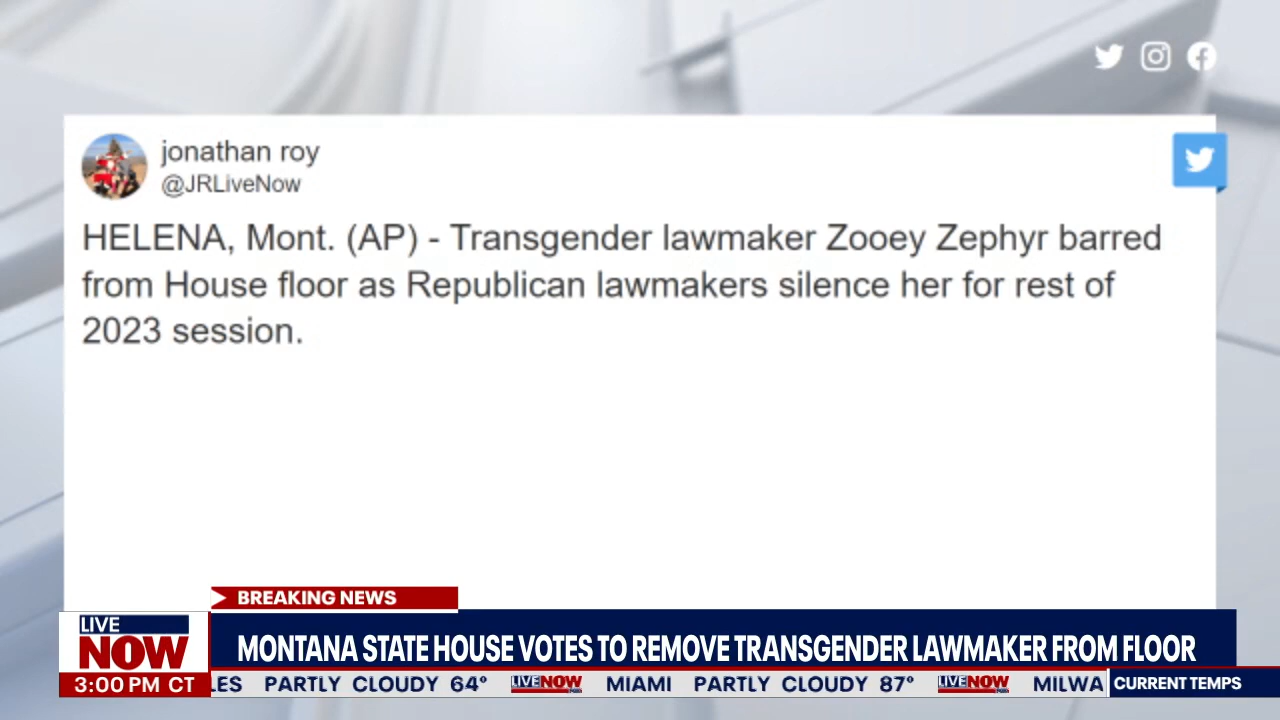 jonathan roy
@JRLiveNow
HELENA, Mont. (AP) - Transgender lawmaker Zooey Zephyr barred
from House floor as Republican lawmakers silence her for rest of
2023 session.
BREAKING NEWS
LIVE
NOW
MONTANA STATE HOUSE VOTES TO REMOVE TRANSGENDER LAWMAKER FROM FLOOR
3:00 PM CT
LES PARTLY CLOUDY 64° LIVENOW MIAMI PARTLY CLOUDY 87° LIVENOW MILWA
CURRENT TEMPS